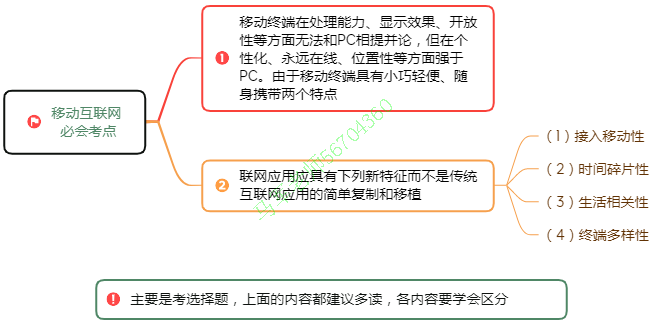 移动互联网
必会考点
1
移动终端在处理能力、显示效果、开放
性等方面无法和PC相提并论，但在个
性化、永远在线、位置性等方面强于
PC。由于移动终端具有小巧轻便、随
身携带两个特点
2
联网应用应具有下列新特征而不是传统
互联网应用的简单复制和移植
（1）接入移动性
（2）时间碎片性
（3）生活相关性
（4）终端多样性
主要是考选择题，上面的内容都建议多读，各内容要学会区分
66704360